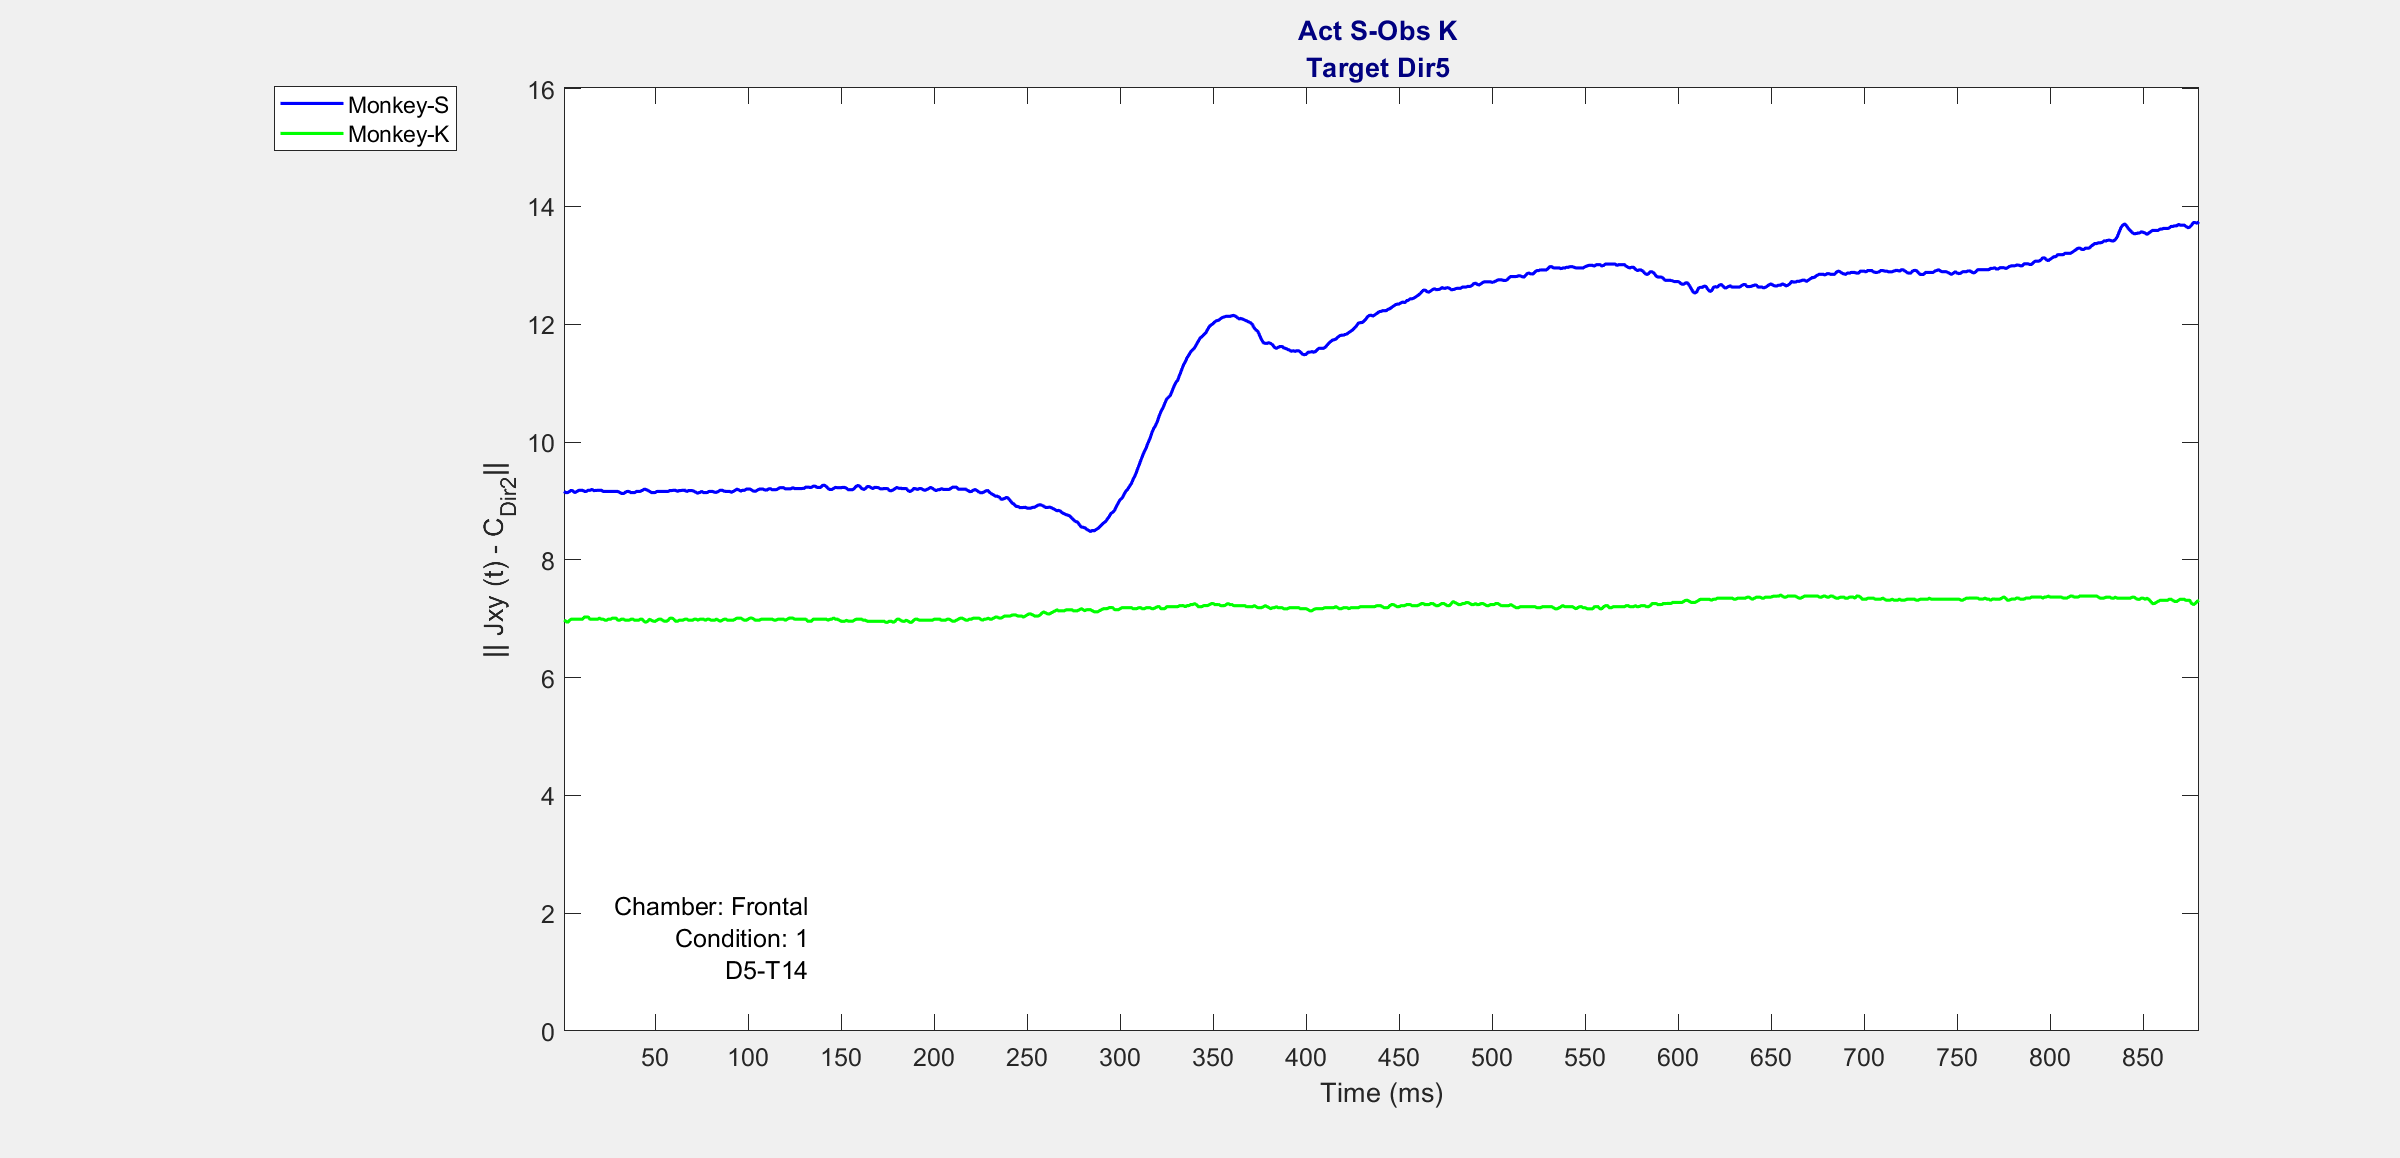 Act S-Obs K
Target Dir5
Monkey-S
Monkey-K
16
14
12
10
8
6
4
2
0
|| Jxy (t) - C_Dir2||
Chamber: Frontal
Condition: 1
D5-T14
50 100 150 200 250 300 350 400 450 500 550 600 650 700 750 800 850
Time (ms)